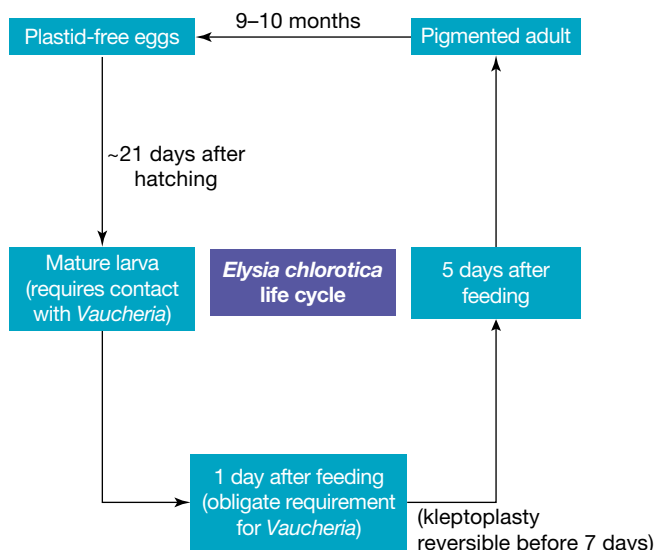 9–10 months
Plastid-free eggs
Pigmented adult
~21 days after
hatching
Mature larva
(requires contact
with Vaucheria)
Elysia chlorotica
life cycle
5 days after
feeding
1 day after feeding
(obligate requirement
for Vaucheria)
(kleptoplasty
reversible before 7 days)